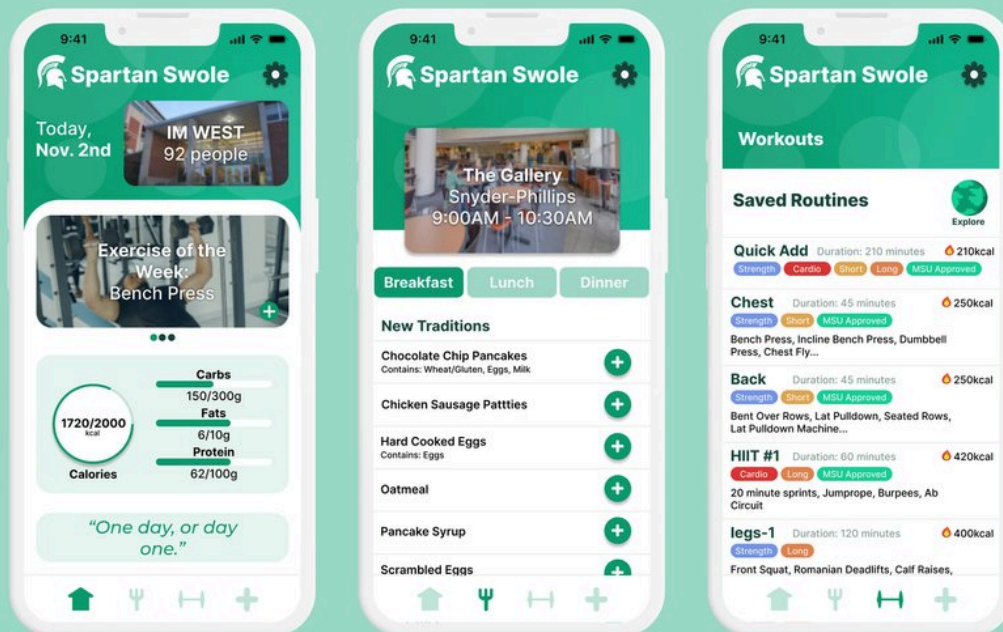 9:41
Spartan Swole
Today,
Nov. 2nd
IM WEST
92 people
Exercise of the
Week:
Bench Press
1720/2000
kcal
Calories
Carbs
150/300g
Fats
6/10g
Protein
62/100g
“One day, or day
one.”
9:41
Spartan Swole
The Gallery
Snyder-Phillips
9:00AM - 10:30AM
Breakfast Lunch Dinner
New Traditions
Chocolate Chip Pancakes
Contains: Wheat/Gluten, Eggs, Milk
Chicken Sausage Pattties
Hard Cooked Eggs
Contains: Eggs
Oatmeal
Pancake Syrup
Scrambled Eggs
9:41
Spartan Swole
Workouts
Saved Routines
Explore
Quick Add Duration: 210 minutes 210kcal
Strength Cardio Short Long MSU Approved
Chest Duration: 45 minutes 250kcal
Strength Short MSU Approved
Bench Press, Incline Bench Press, Dumbbell
Press, Chest Fly...
Back Duration: 45 minutes 250kcal
Strength Short MSU Approved
Bent Over Rows, Lat Pulldown, Seated Rows,
Lat Pulldown Machine...
HIIT #1 Duration: 60 minutes 420kcal
Cardio Long MSU Approved
20 minute sprints, Jumprope, Burpees, Ab
Circuit
legs-1 Duration: 120 minutes 400kcal
Strength Long
Front Squat, Romanian Deadlifts, Calf Raises,